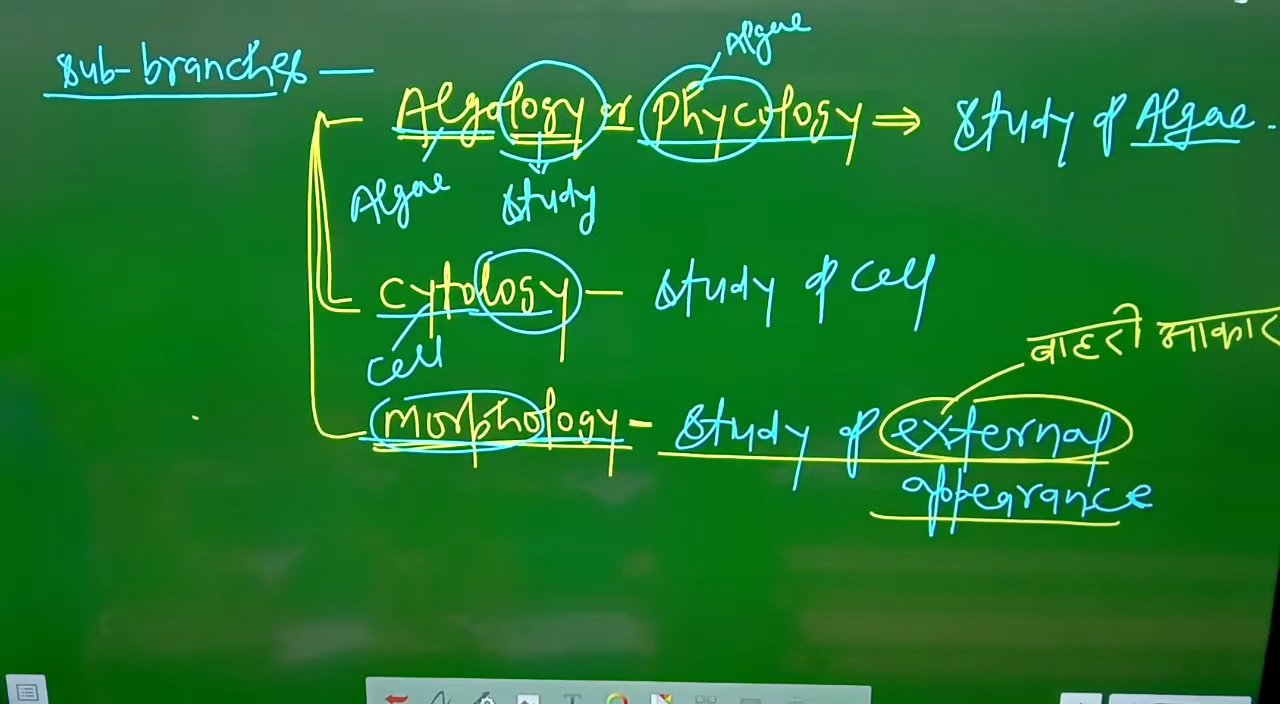 Sub-branches —
Algae
Algology or Phycology ⇒ Study of Algae.
Algae Study
Cytology — Study of Cell
Cell
बाहरी आकार
Morphology - Study of external
appearance